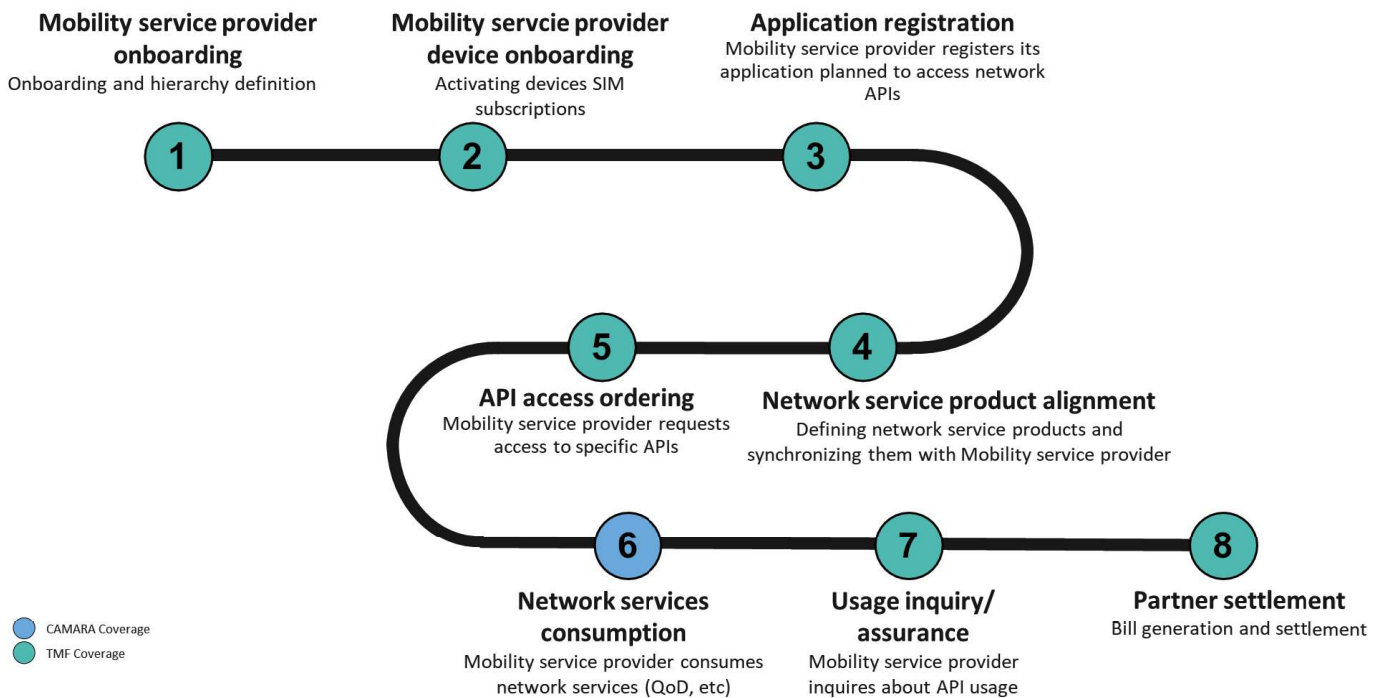 Mobility service provider
onboarding
Onboarding and hierarchy definition
Mobility servcie provider
device onboarding
Activating devices SIM
subscriptions
Application registration
Mobility service provider registers its
application planned to access network
APIs
1
2
3
4
Network service product alignment
Defining network service products and
synchronizing them with Mobility service provider
5
API access ordering
Mobility service provider requests
access to specific APIs
6
Network services
consumption
Mobility service provider consumes
network services (QoD, etc)
7
Usage inquiry/
assurance
Mobility service provider
inquires about API usage
8
Partner settlement
Bill generation and settlement
CAMARA Coverage
TMF Coverage